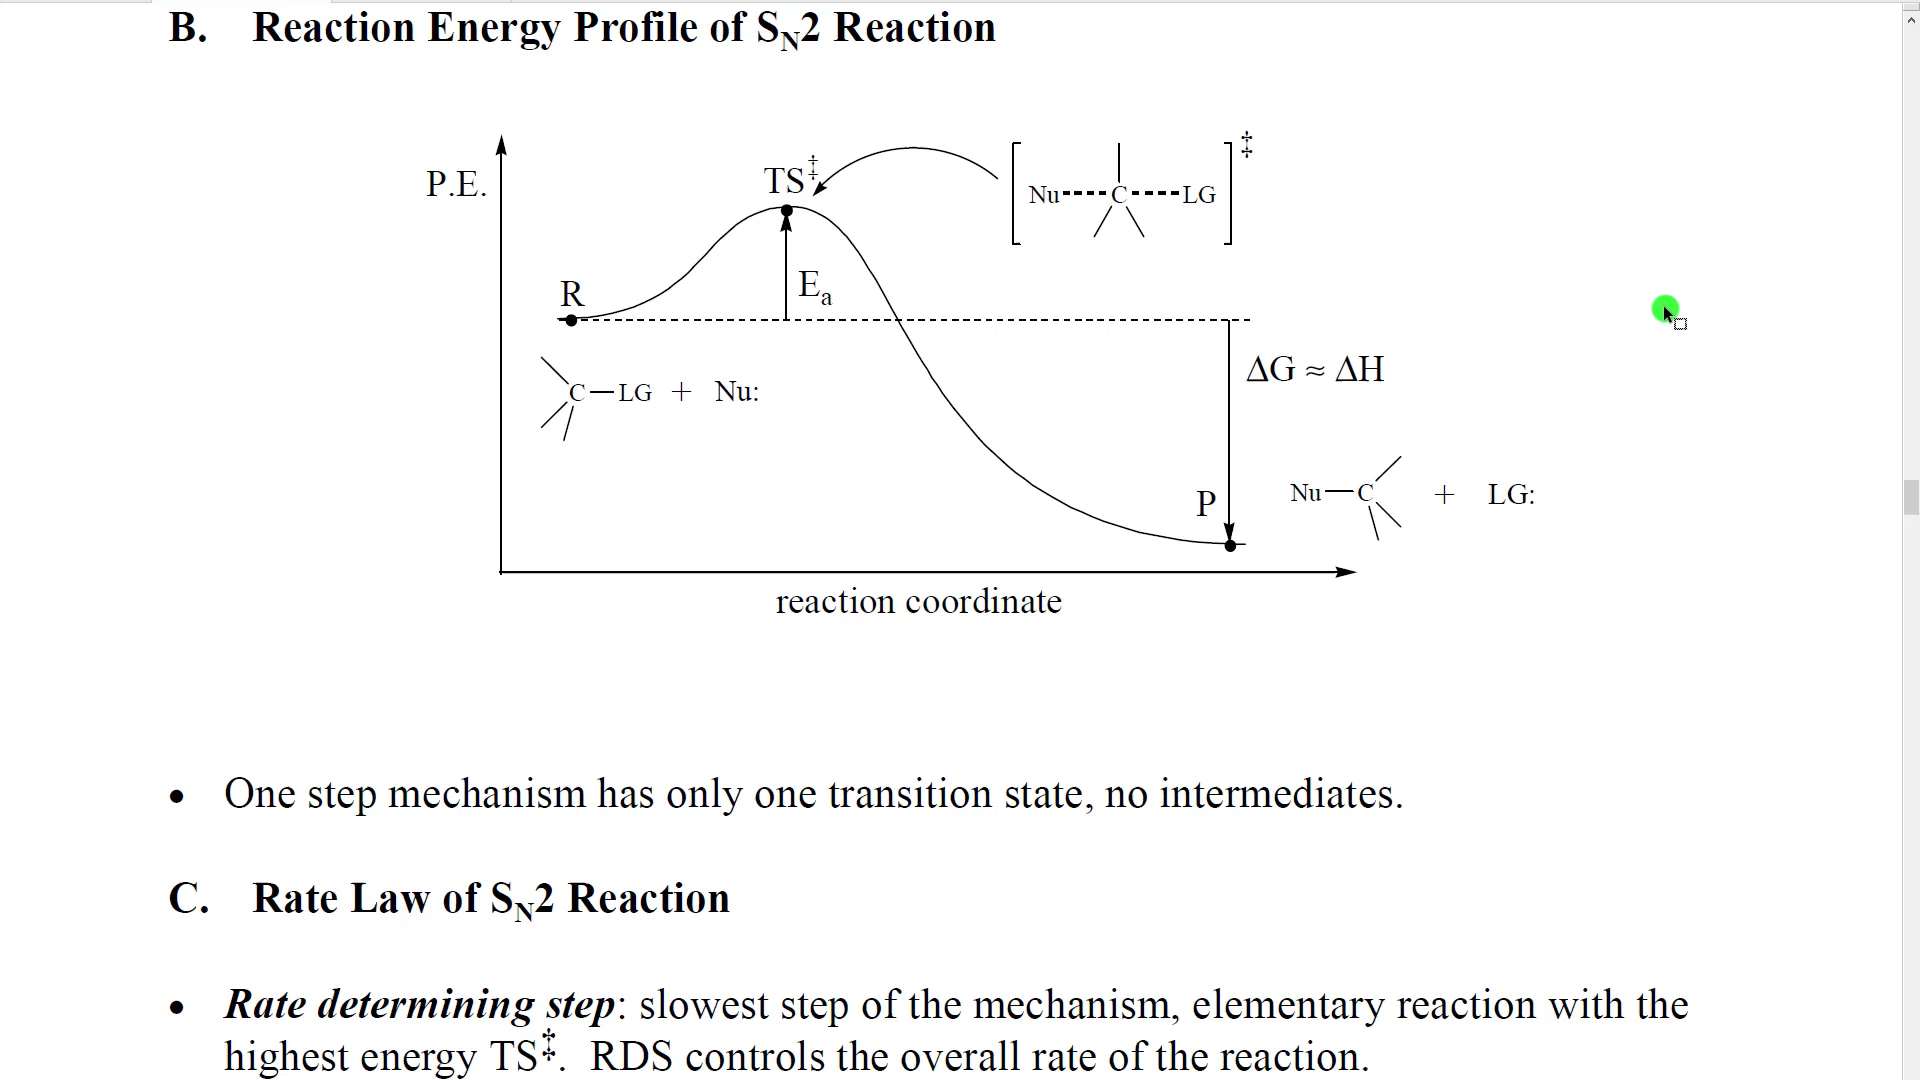 B. Reaction Energy Profile of SN2 Reaction
P.E.
TS‡
Nu C LG ‡
R
Ea
ΔG ≈ ΔH
C LG + Nu:
P
Nu C + LG:
reaction coordinate
• One step mechanism has only one transition state, no intermediates.
C. Rate Law of SN2 Reaction
• Rate determining step: slowest step of the mechanism, elementary reaction with the
highest energy TS‡. RDS controls the overall rate of the reaction.